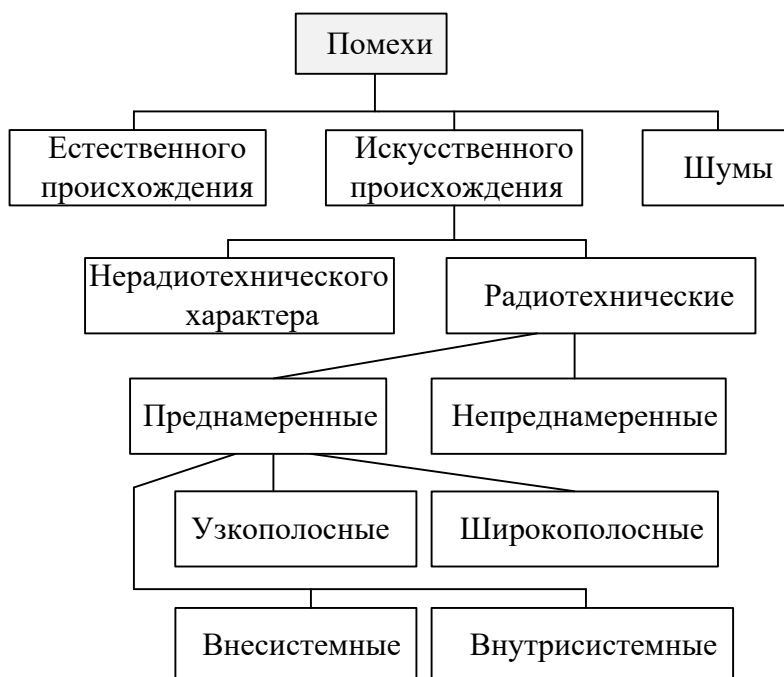 Помехи
Естественного
происхождения
Искусственного
происхождения
Шумы
Нерадиотехнического
характера
Радиотехнические
Преднамеренные
Непреднамеренные
Узкополосные
Широкополосные
Внесистемные
Внутрисистемные